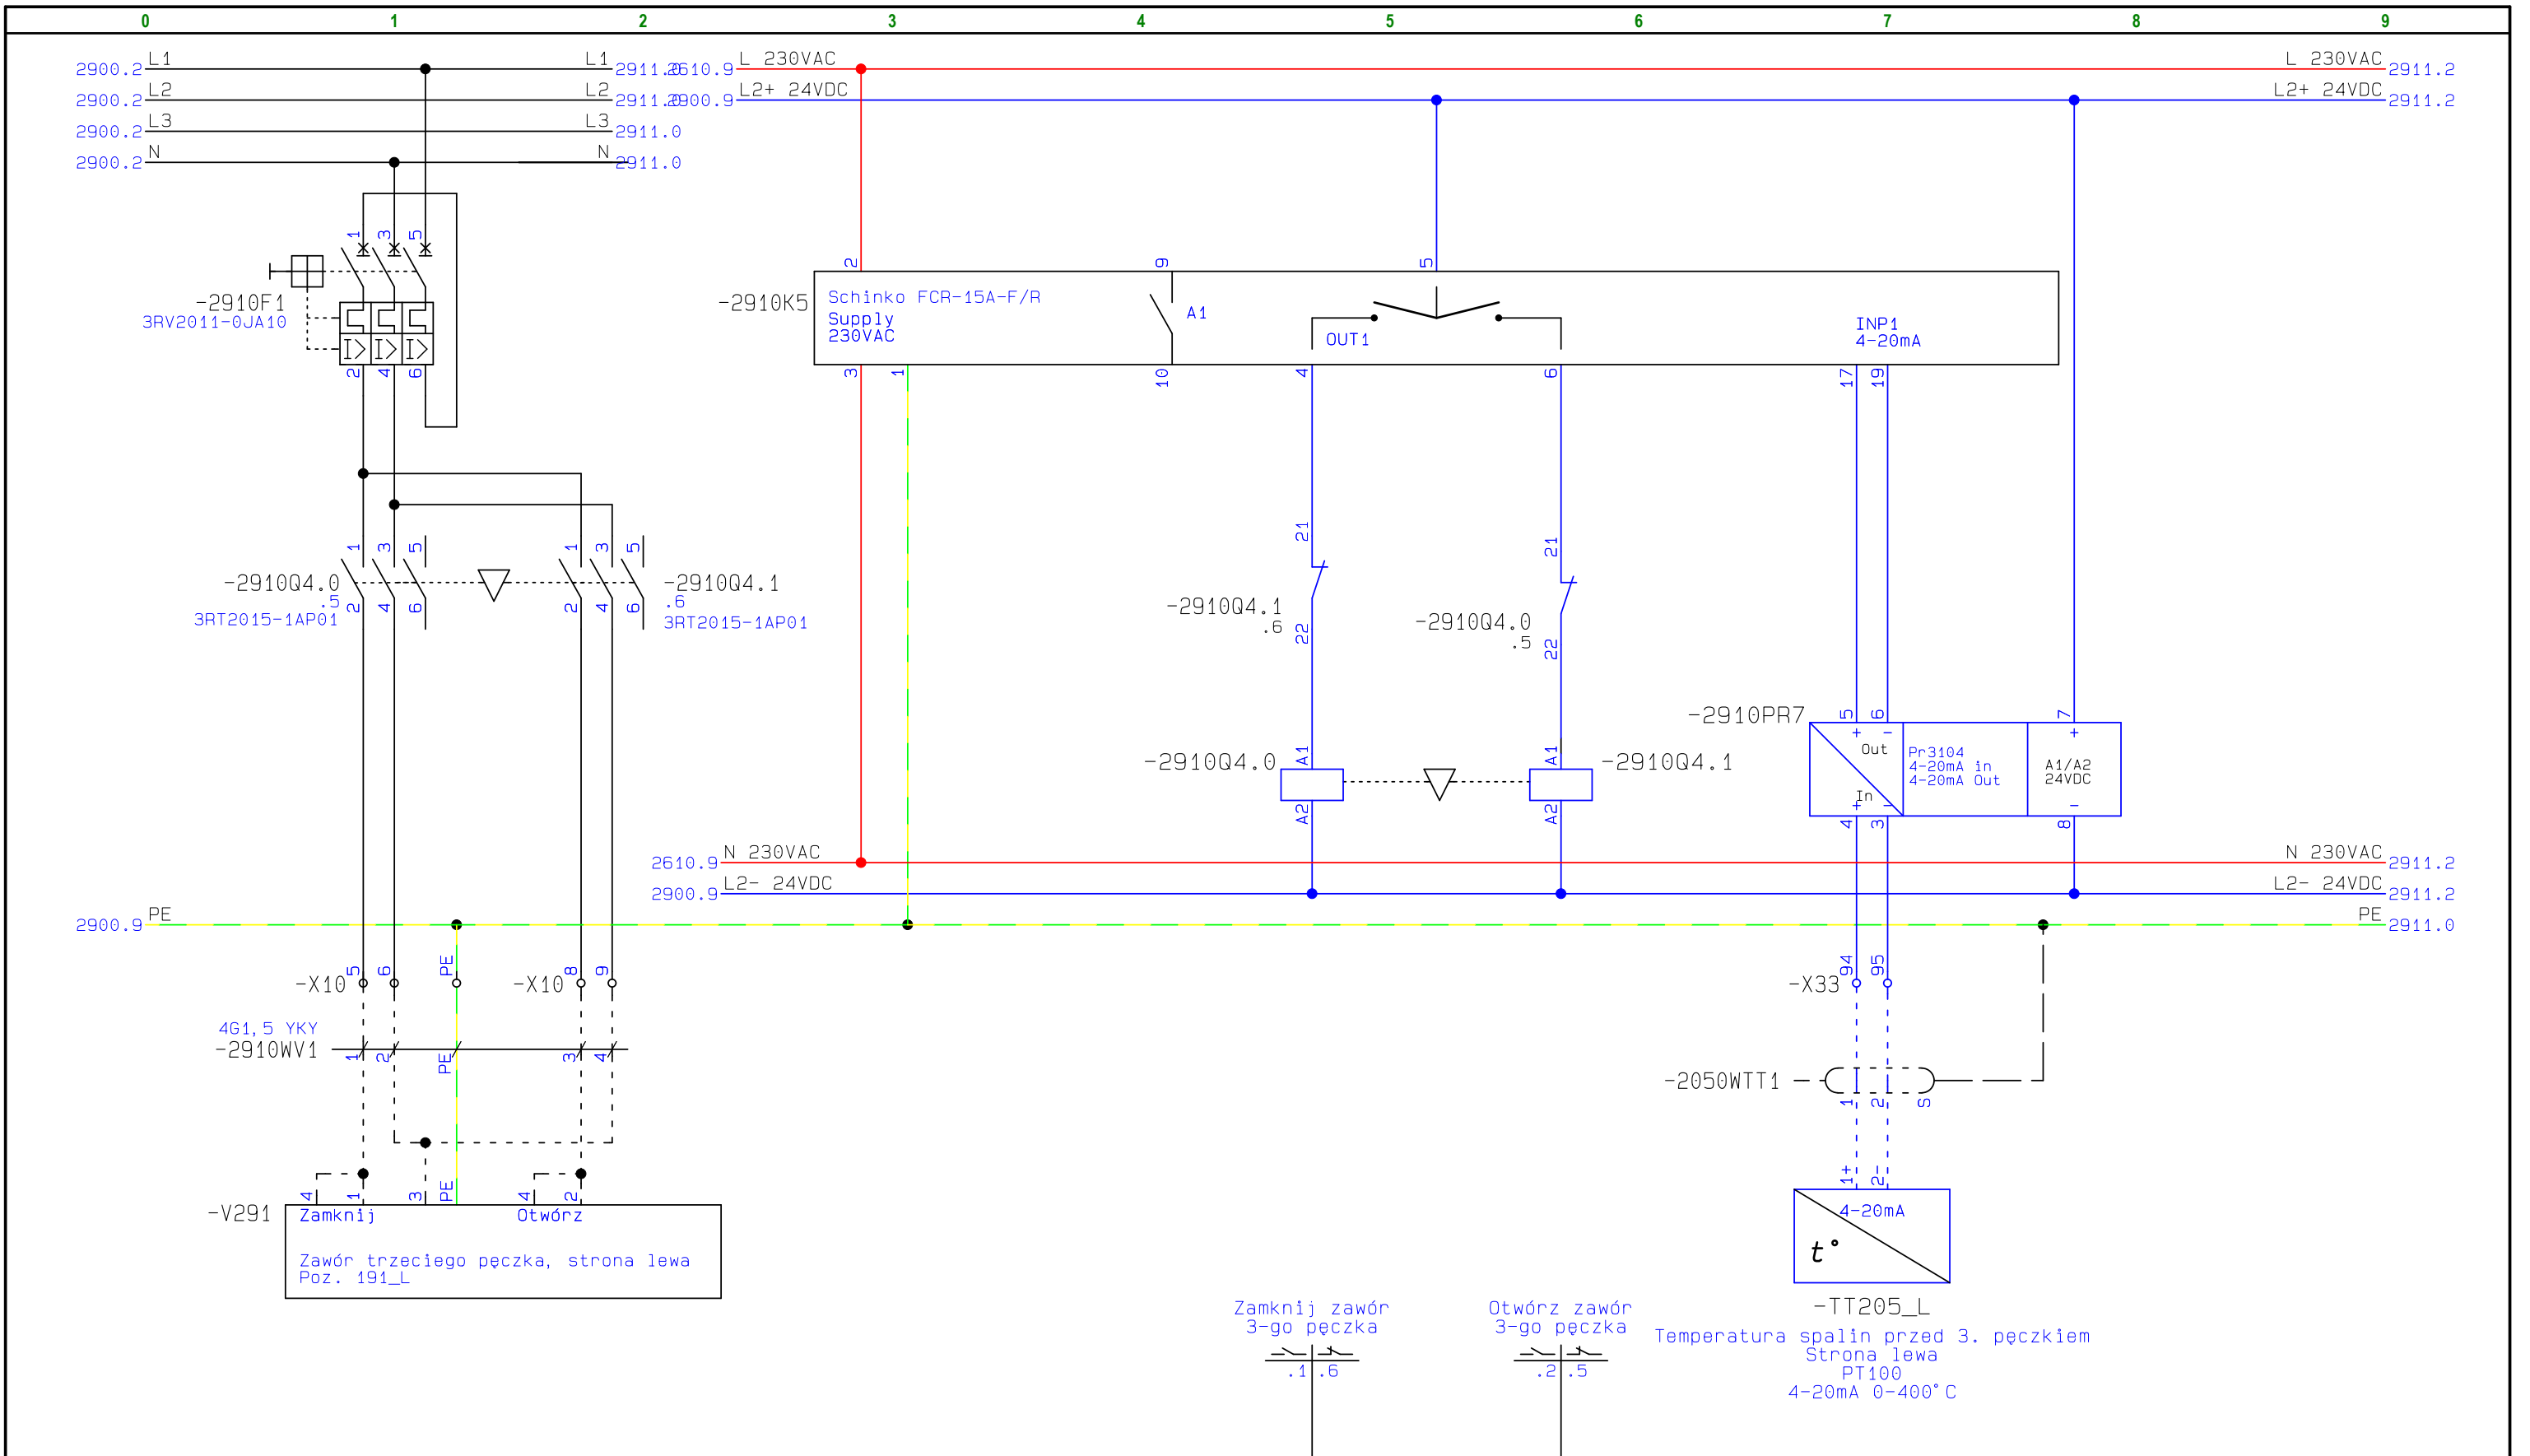 0 1 2 3 4 5 6 7 8 9
2900.2 L1 L1 2911.0
2900.2 L2 L2 2911.0
2900.2 L3 L3 2911.0
2900.2 N N 2911.0
2610.9 L 230VAC L 230VAC 2911.2
2900.9 L2+ 24VDC L2+ 24VDC 2911.2
1 3 5
-2910F1
3RV2011-0JA10
I> I> I>
2 4 6
2 9 5
-2910K5
Schinko FCR-15A-F/R
Supply
230VAC
A1
OUT1
INP1
4-20mA
3 1 10 4 6 17 19
1 3 5 1 3 5
-2910Q4.0
.5
3RT2015-1AP01
2 4 6 2 4 6
-2910Q4.1
.6
3RT2015-1AP01
21
-2910Q4.1
.6
22
21
-2910Q4.0
.5
22
-2910Q4.0 A1
A2
A1 -2910Q4.1
A2
-2910PR7
5 6 7
+ - +
Out
In
+ - -
Pr3104
4-20mA in
4-20mA Out
A1/A2
24VDC
4 3 8
2610.9 N 230VAC N 230VAC 2911.2
2900.9 L2- 24VDC L2- 24VDC 2911.2
2900.9 PE PE 2911.0
-X10 5 6 PE -X10 8 9
-X33 94 95
4G1,5 YKY
-2910WV1
1 2 PE 3 4
-2050WTT1
1 2 S
4 1 3 PE 4 2
-V291
Zamknij Otwórz
Zawór trzeciego pęczka, strona lewa
Poz. 191_L
1+ 2-
4-20mA
t°
-TT205_L
Temperatura spalin przed 3. pęczkiem
Strona lewa
PT100
4-20mA 0-400°C
Zamknij zawór
3-go pęczka
.1 .6
Otwórz zawór
3-go pęczka
.2 .5